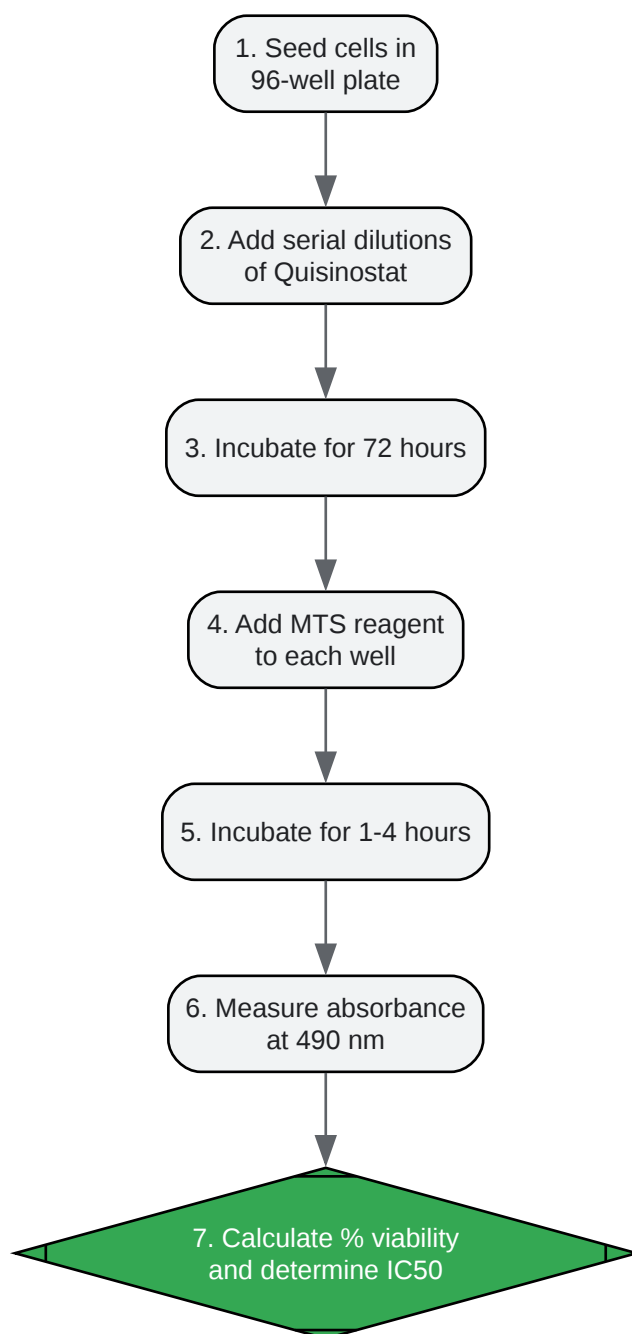 1. Seed cells in
96-well plate
2. Add serial dilutions
of Quisinostat
3. Incubate for 72 hours
4. Add MTS reagent
to each well
5. Incubate for 1-4 hours
6. Measure absorbance
at 490 nm
7. Calculate % viability
and determine IC50